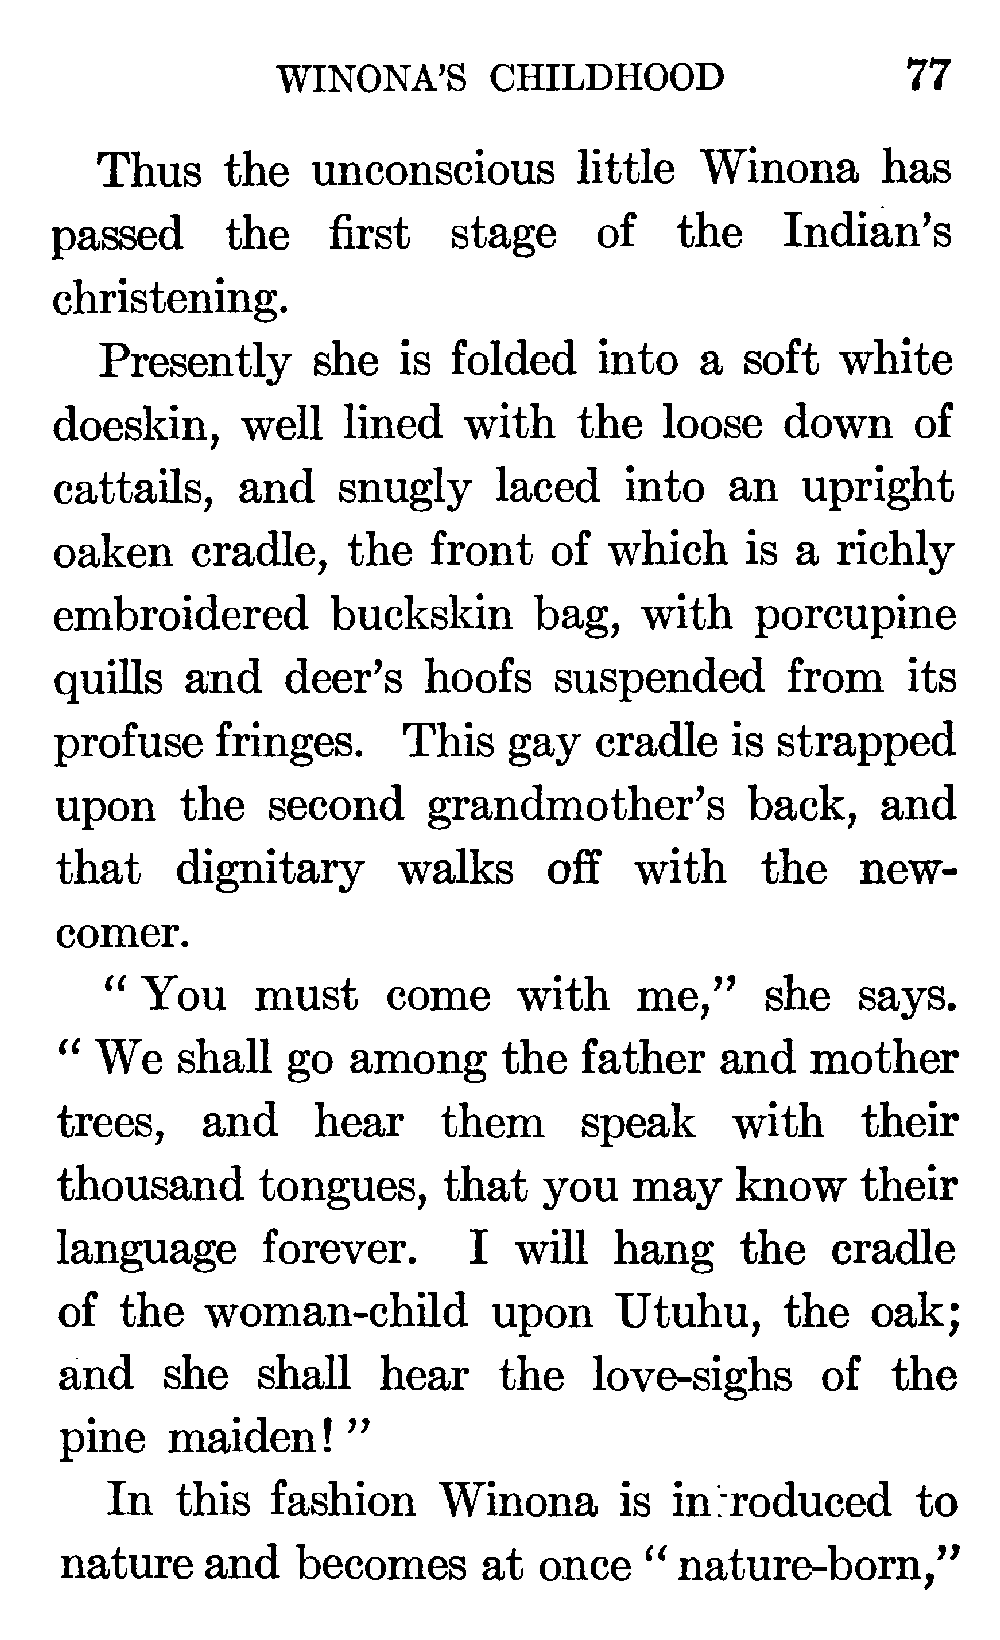 WINONA'S CHILDHOOD 77
Thus the unconscious little Winona has
passed the first stage of the Indian's
christening.
Presently she is folded into a soft white
doeskin, well lined with the loose down of
cattails, and snugly laced into an upright
oaken cradle, the front of which is a richly
embroidered buckskin bag, with porcupine
quills and deer's hoofs suspended from its
profuse fringes. This gay cradle is strapped
upon the second grandmother's back, and
that dignitary walks off with the new-
comer.
"You must come with me," she says.
"We shall go among the father and mother
trees, and hear them speak with their
thousand tongues, that you may know their
language forever. I will hang the cradle
of the woman-child upon Utuhu, the oak;
and she shall hear the love-sighs of the
pine maiden!"
In this fashion Winona is introduced to
nature and becomes at once "nature-born,"